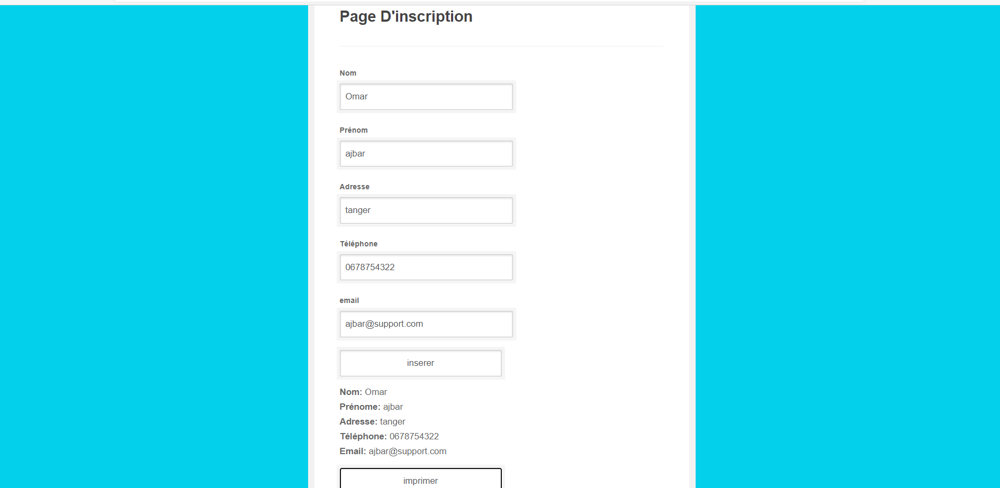 Page D'inscription
Nom
Omar
Prénom
ajbar
Adresse
tanger
Téléphone
0678754322
email
ajbar@support.com
inserer
Nom: Omar
Prénome: ajbar
Adresse: tanger
Téléphone: 0678754322
Email: ajbar@support.com
imprimer